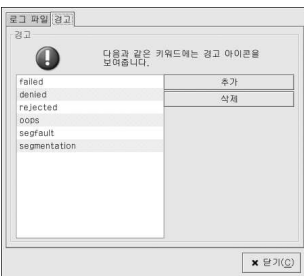 로그 파일 경고
경고
다음과 같은 키워드에는 경고 아이콘을
보여줍니다.
failed
denied
rejected
oops
segfault
segmentation
추가
삭제
닫기(C)